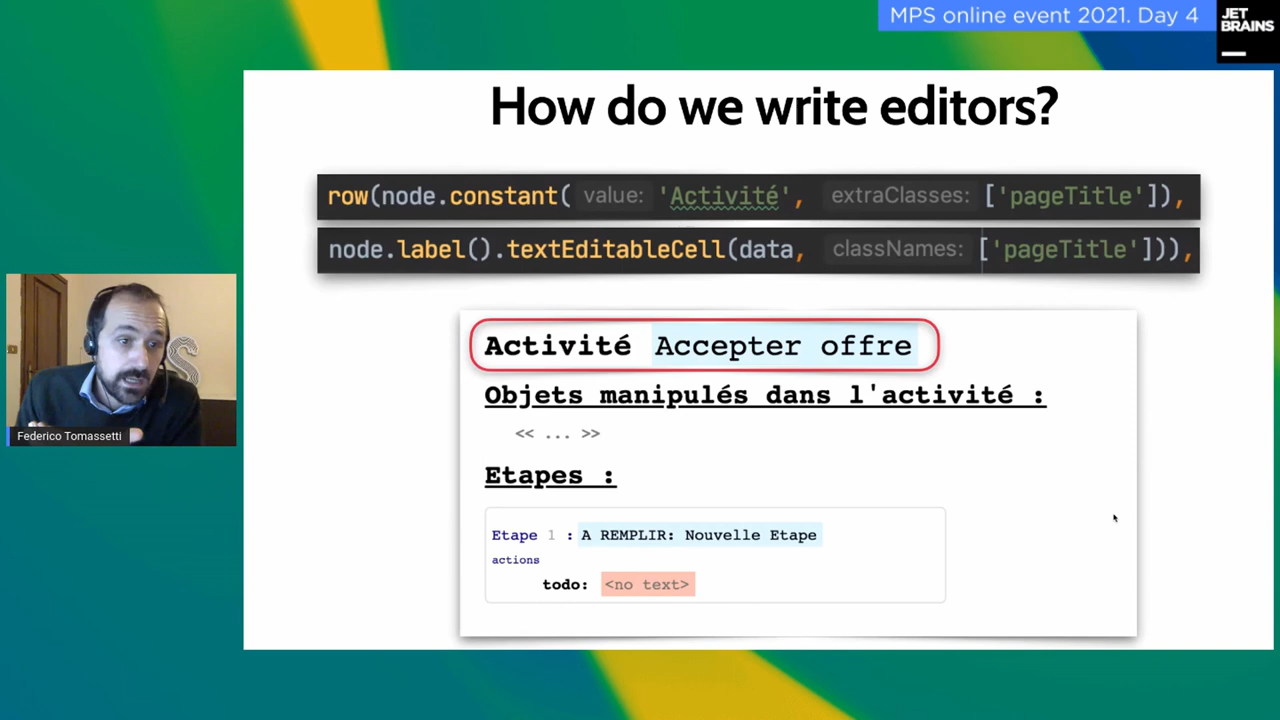 MPS online event 2021. Day 4
JET
BRAINS
How do we write editors?
row(node.constant( value: 'Activité', extraClasses: ['pageTitle']),
node.label().textEditableCell(data, classNames: ['pageTitle'])),
Activité Accepter offre
Objets manipulés dans l'activité :
<< ... >>
Etapes :
Etape 1 : A REMPLIR: Nouvelle Etape
actions
todo: <no text>
Federico Tomassetti